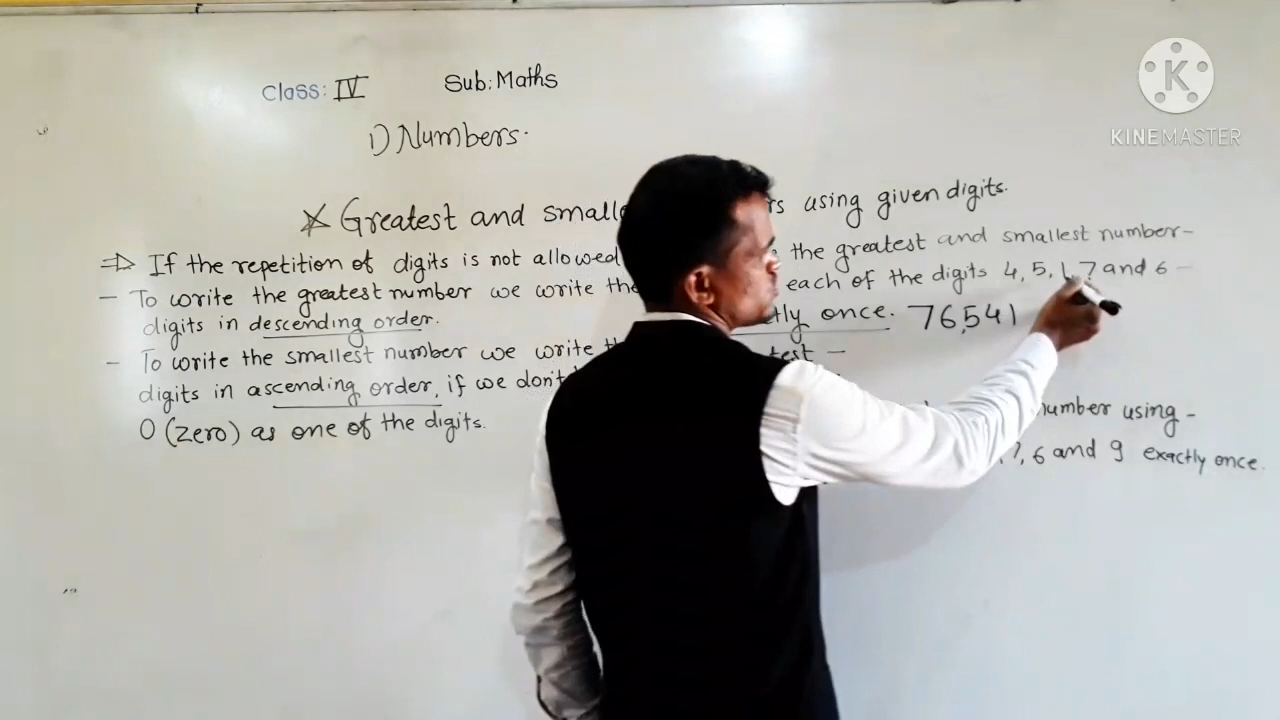 Class: IV Sub: Maths
1) Numbers.
Greatest and smalle rs using given digits.
⇒ If the repetition of digits is not allowed
- To write the greatest number we write the
digits in descending order.
- To write the smallest number we write th
digits in ascending order, if we don't
0 (zero) as one of the digits.
the greatest and smallest number-
each of the digits 4, 5, 1, 7 and 6 -
tly once. 76,541
test -
number using -
7, 6 and 9 exactly once.
K
KINEMASTER